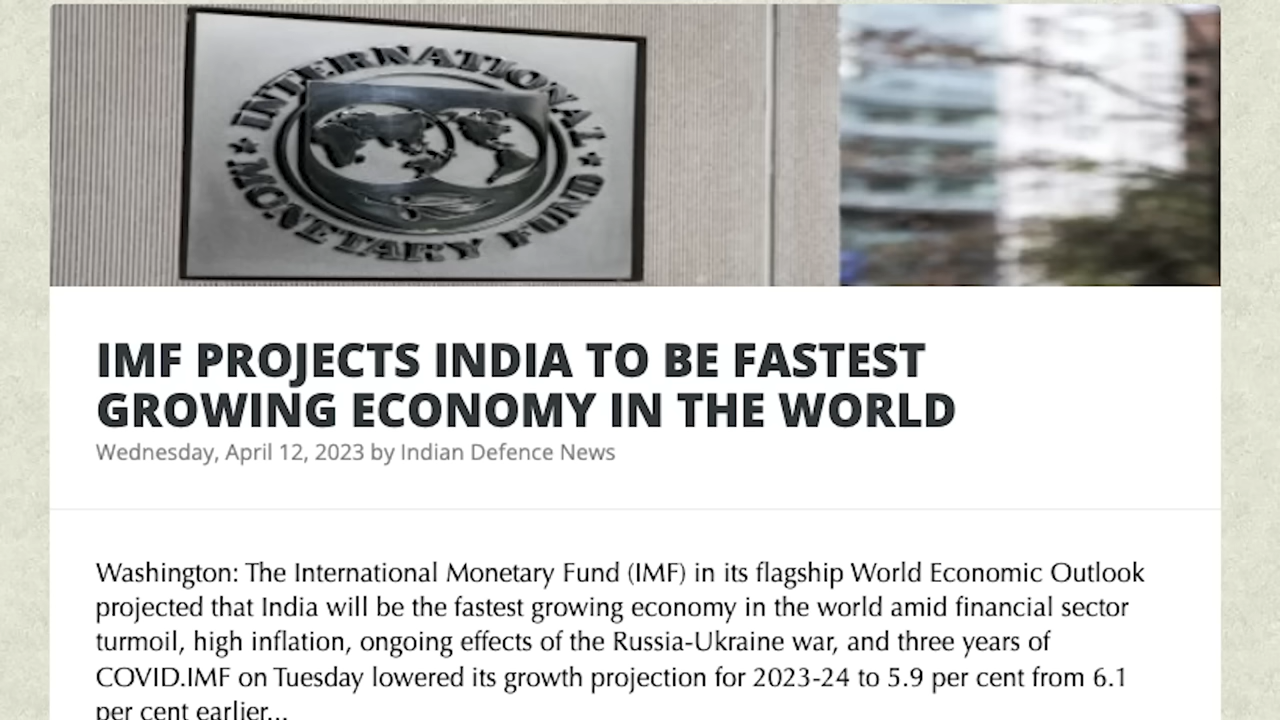 INTERNATIONAL
MONETARY FUND
IMF PROJECTS INDIA TO BE FASTEST
GROWING ECONOMY IN THE WORLD
Wednesday, April 12, 2023 by Indian Defence News
Washington: The International Monetary Fund (IMF) in its flagship World Economic Outlook
projected that India will be the fastest growing economy in the world amid financial sector
turmoil, high inflation, ongoing effects of the Russia-Ukraine war, and three years of
COVID.IMF on Tuesday lowered its growth projection for 2023-24 to 5.9 per cent from 6.1
per cent earlier...